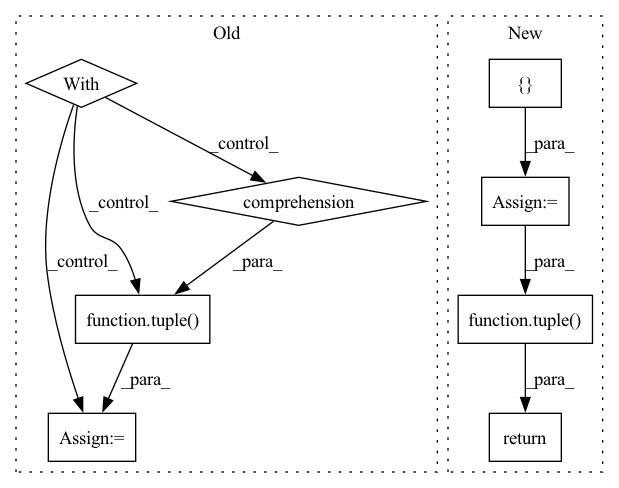 Old
New
With
{}
_control_
_para_
_control_
comprehension
Assign:=
_control_
_para_
_para_
function.tuple()
function.tuple()
_para_
_para_
Assign:=
return